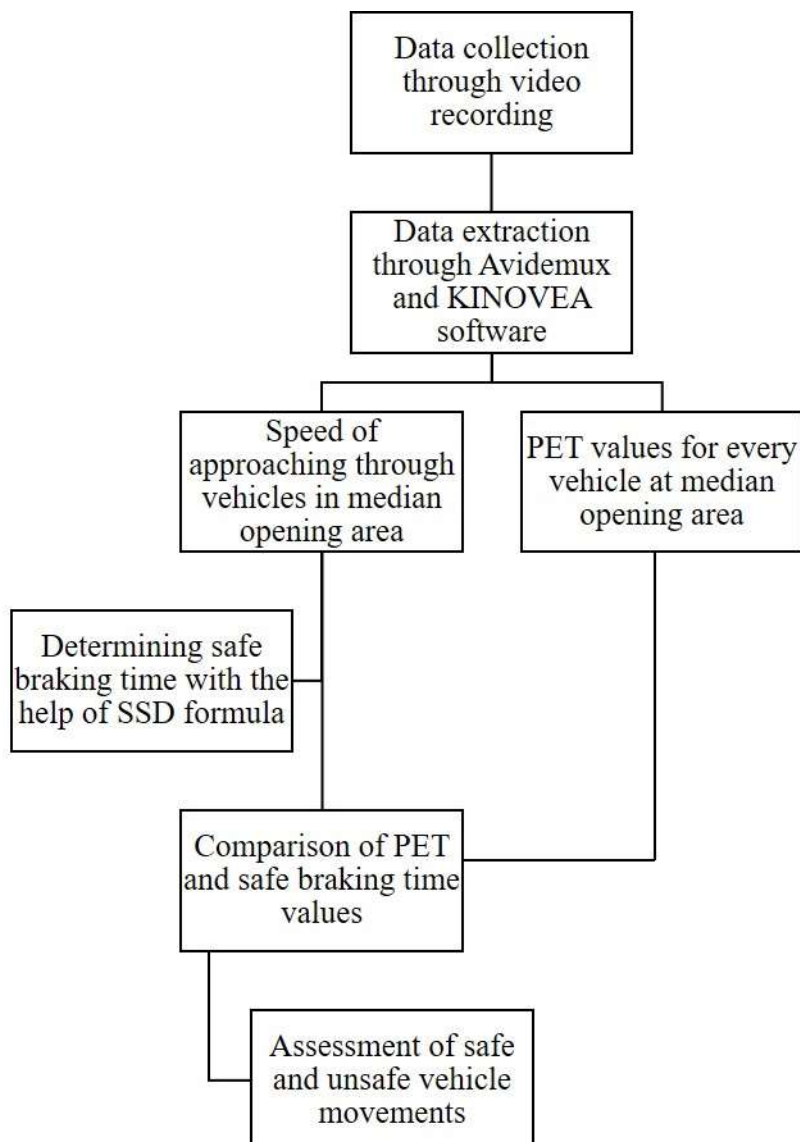 Data collection
through video
recording
Data extraction
through Avidemux
and KINOVEA
software
Speed of
approaching through
vehicles in median
opening area
PET values for every
vehicle at median
opening area
Determining safe
braking time with the
help of SSD formula
Comparison of PET
and safe braking time
values
Assessment of safe
and unsafe vehicle
movements